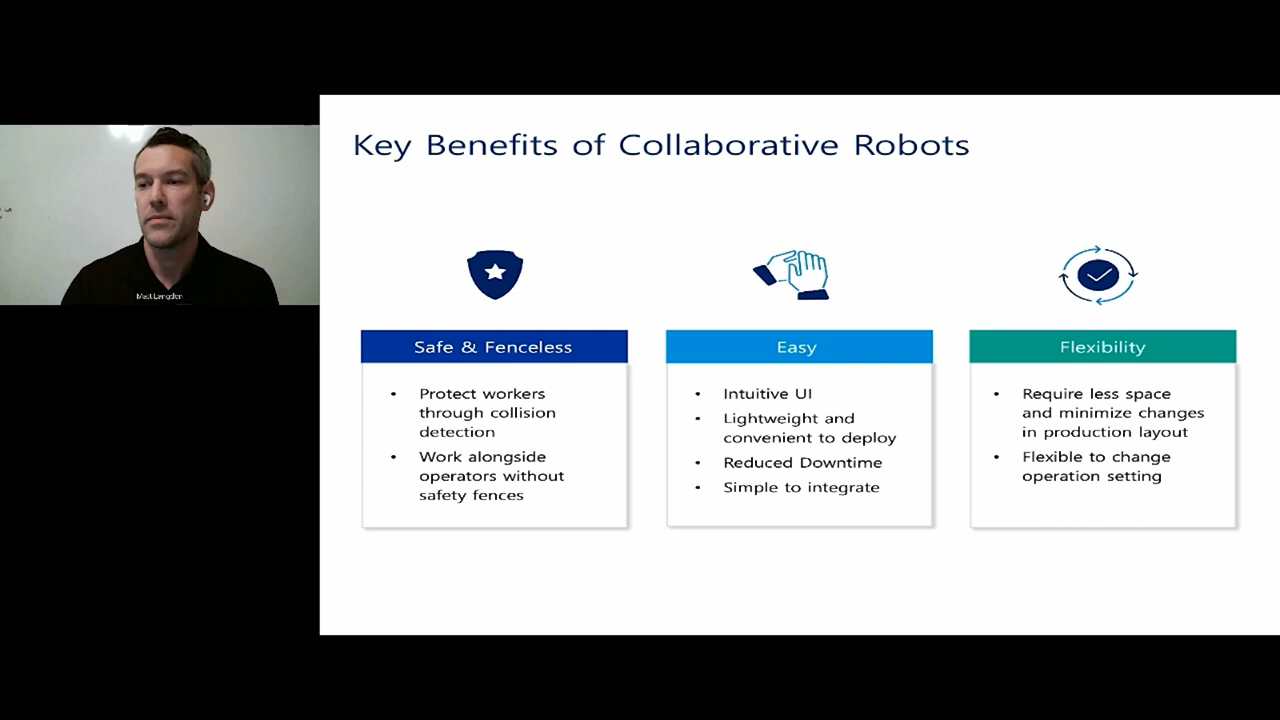 Key Benefits of Collaborative Robots
Matt Langdon
Safe & Fenceless
• Protect workers
through collision
detection
• Work alongside
operators without
safety fences
Easy
• Intuitive UI
• Lightweight and
convenient to deploy
• Reduced Downtime
• Simple to integrate
Flexibility
• Require less space
and minimize changes
in production layout
• Flexible to change
operation setting